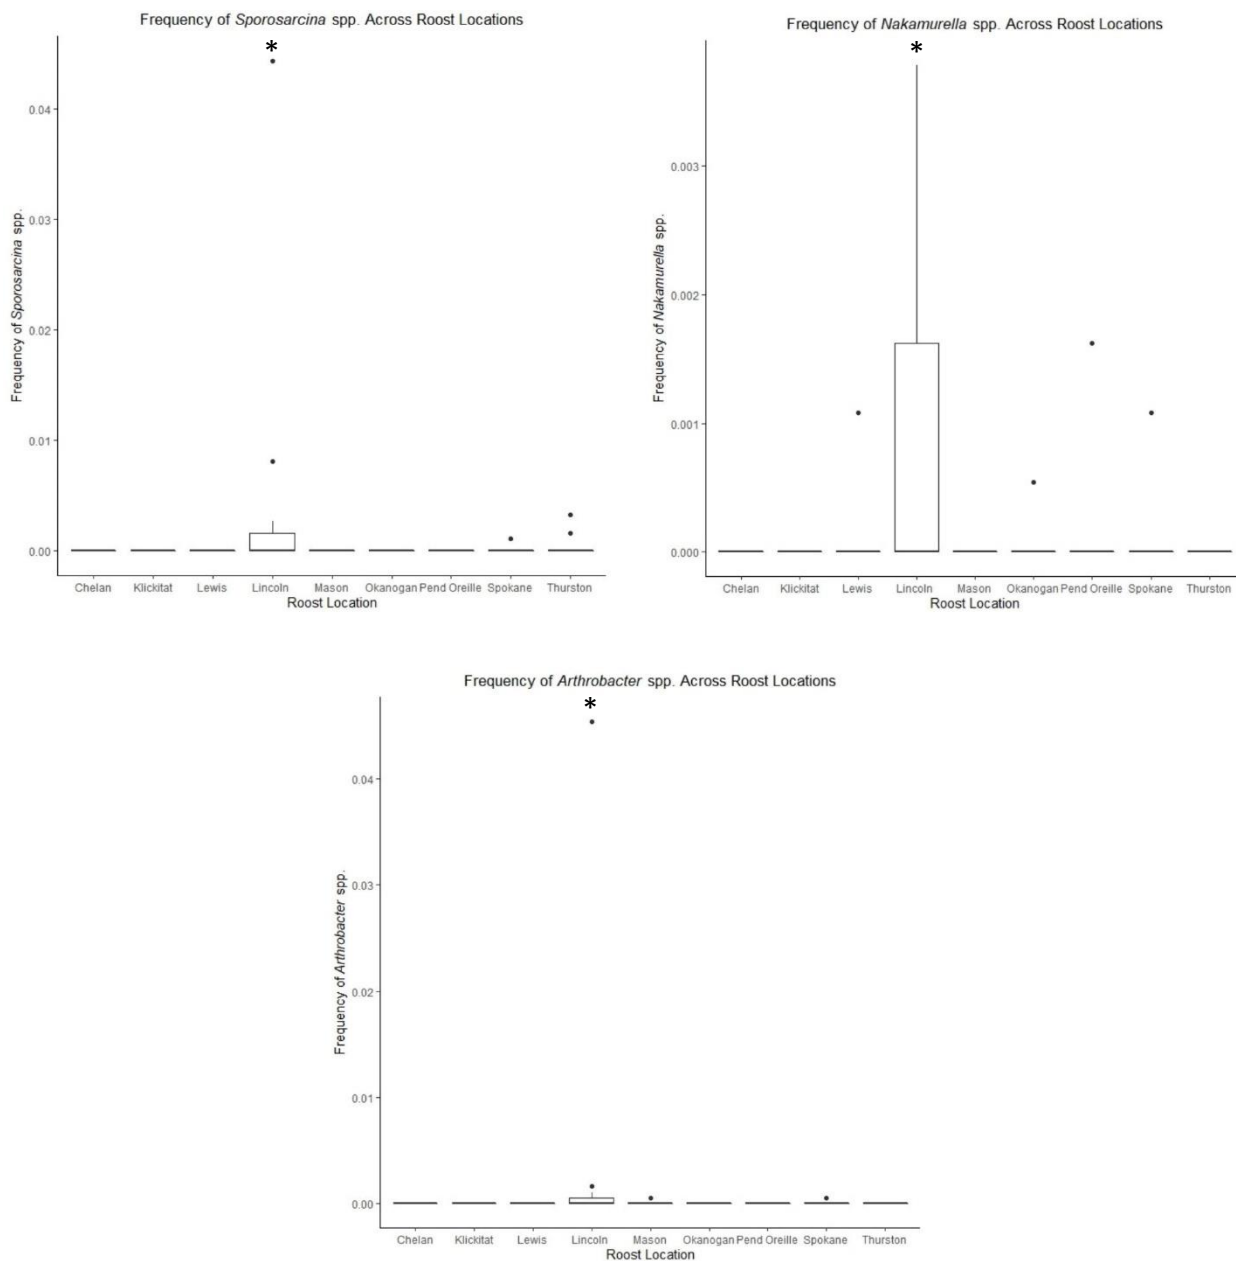 Frequency of Sporosarcina spp. Across Roost Locations
*
Frequency of Sporosarcina spp.
0.04
0.03
0.02
0.01
0.00
Chelan Klickitat Lewis Lincoln Mason Okanogan Pend Oreille Spokane Thurston
Roost Location
Frequency of Nakamurella spp. Across Roost Locations
*
Frequency of Nakamurella spp.
0.003
0.002
0.001
0.000
Chelan Klickitat Lewis Lincoln Mason Okanogan Pend Oreille Spokane Thurston
Roost Location
Frequency of Arthrobacter spp. Across Roost Locations
*
Frequency of Arthrobacter spp.
0.04
0.03
0.02
0.01
0.00
Chelan Klickitat Lewis Lincoln Mason Okanogan Pend Oreille Spokane Thurston
Roost Location